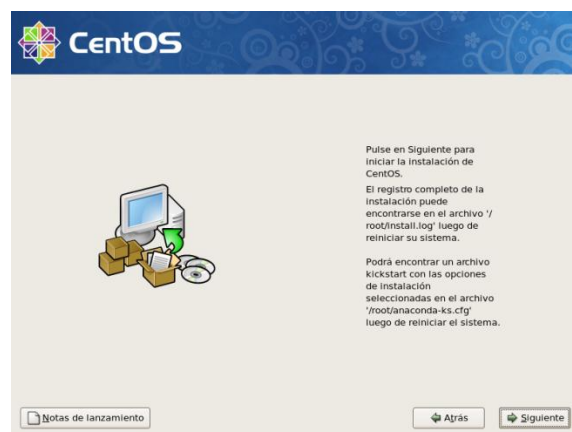 CentOS
Pulse en Siguiente para
iniciar la instalación de
CentOS.
El registro completo de la
instalación puede
encontrarse en el archivo '/
root/install.log' luego de
reiniciar su sistema.
Podrá encontrar un archivo
kickstart con las opciones
de instalación
seleccionadas en el archivo
'/root/anaconda-ks.cfg'
luego de reiniciar el sistema.
Notas de lanzamiento
Atrás
Siguiente